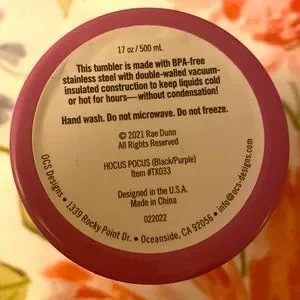 17 oz / 500 mL
This tumbler is made with BPA-free
stainless steel with double-walled vacuum-
insulated construction to keep liquids cold
or hot for hours—without condensation!
Hand wash. Do not microwave. Do not freeze.
© 2021 Rae Dunn
All Rights Reserved
HOCUS POCUS (Black/Purple)
Item #TX033
Designed in the U.S.A.
Made in China
022022
OCS Designs • 1339 Rocky Point Dr. • Oceanside, CA 92056 • info@ocs-designs.com